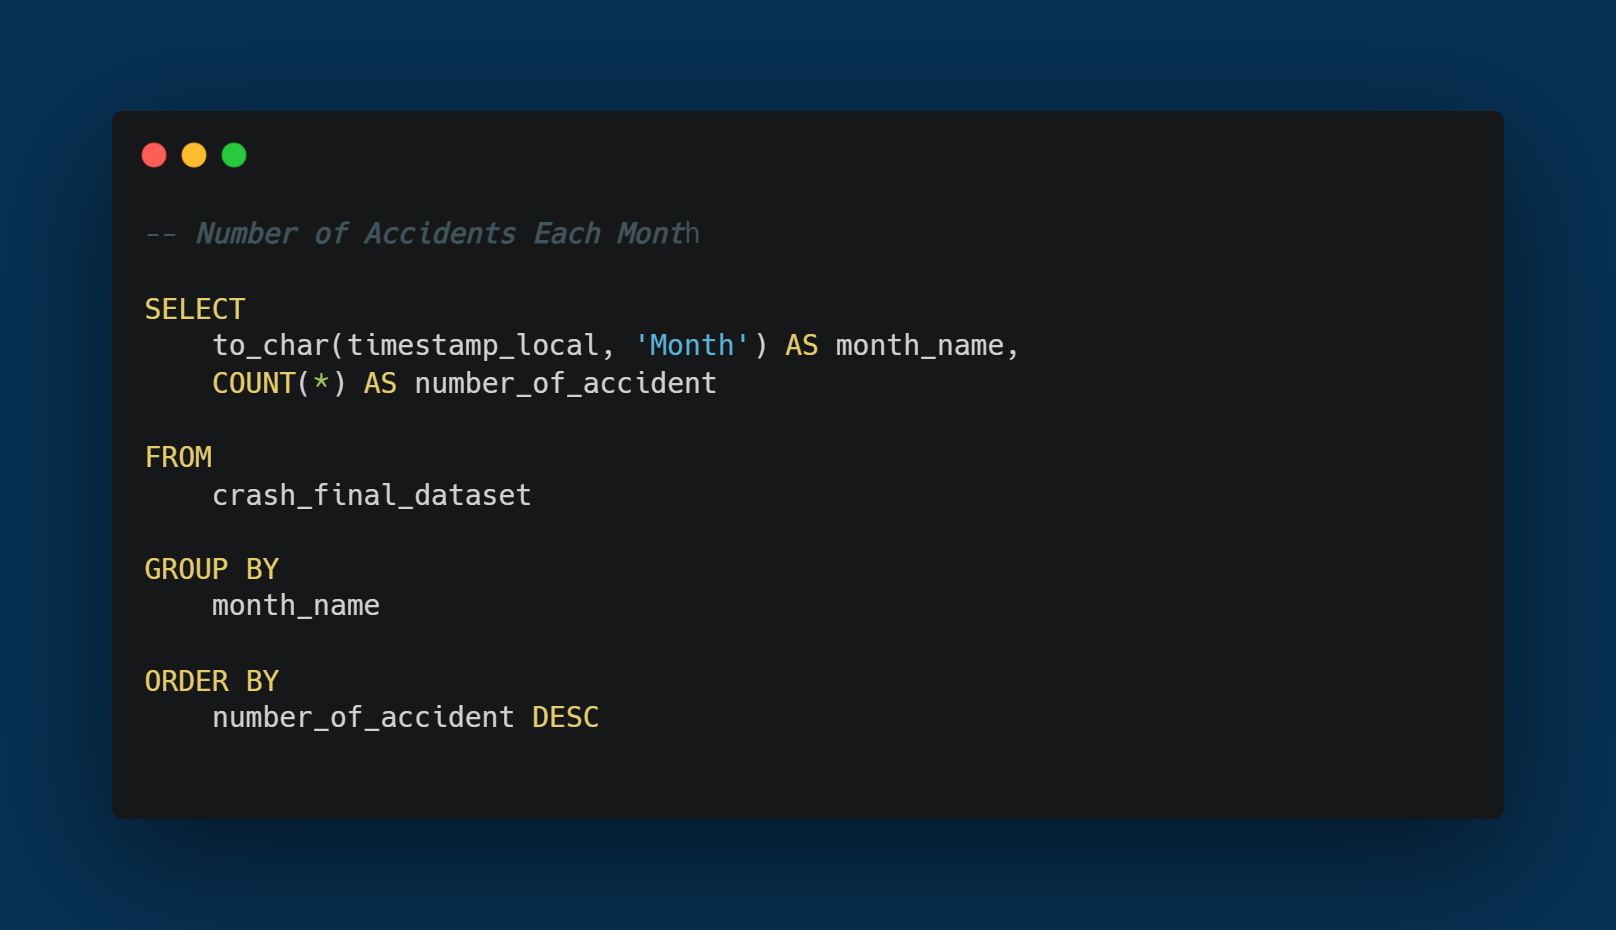 -- Number of Accidents Each Month
SELECT
to_char(timestamp_local, 'Month') AS month_name,
COUNT(*) AS number_of_accident
FROM
crash_final_dataset
GROUP BY
month_name
ORDER BY
number_of_accident DESC